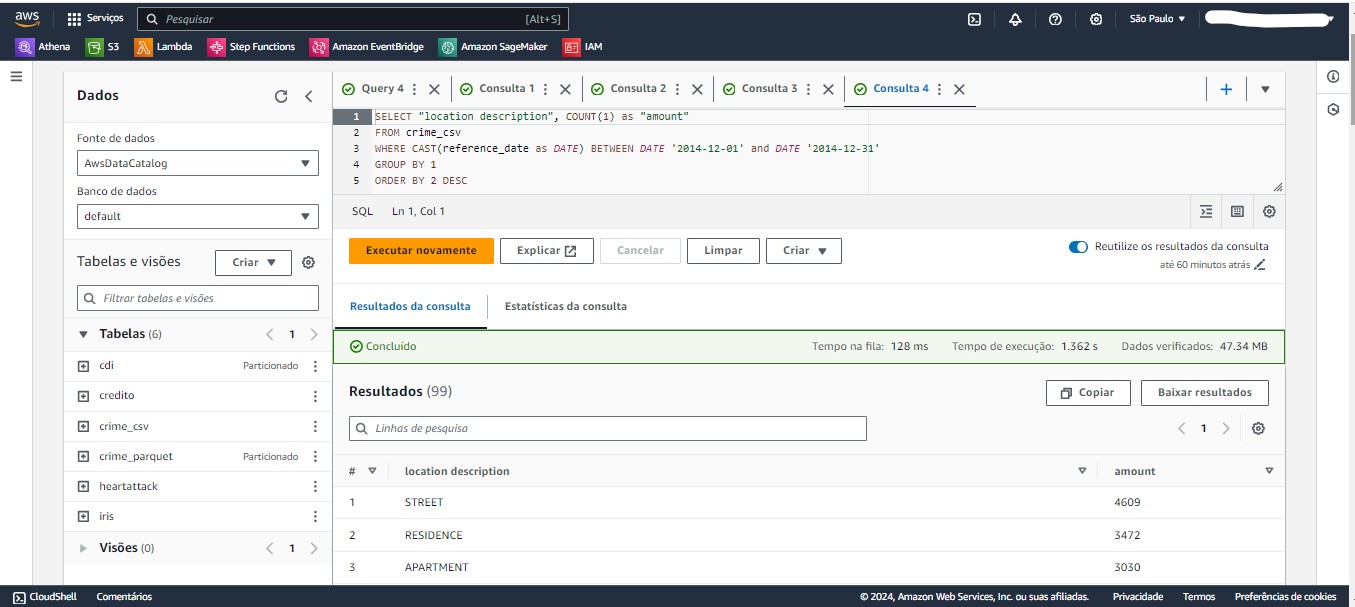 aws Serviços Pesquisar [Alt+S] São Paulo
Athena S3 Lambda Step Functions Amazon EventBridge Amazon SageMaker IAM
Dados
Fonte de dados
AwsDataCatalog
Banco de dados
default
Tabelas e visões Criar
Filtrar tabelas e visões
Tabelas (6) 1
cdi Particionado
credito
crime_csv
crime_parquet Particionado
heartattack
iris
Visões (0) 1
Query 4 Consulta 1 Consulta 2 Consulta 3 Consulta 4
1 SELECT "location description", COUNT(1) as "amount"
2 FROM crime_csv
3 WHERE CAST(reference_date as DATE) BETWEEN DATE '2014-12-01' and DATE '2014-12-31'
4 GROUP BY 1
5 ORDER BY 2 DESC
SQL Ln 1, Col 1
Executar novamente Explicar Cancelar Limpar Criar
Reutilize os resultados da consulta
até 60 minutos atrás
Resultados da consulta Estatísticas da consulta
Concluído Tempo na fila: 128 ms Tempo de execução: 1.362 s Dados verificados: 47.34 MB
Resultados (99) Copiar Baixar resultados
Linhas de pesquisa 1
# location description amount
1 STREET 4609
2 RESIDENCE 3472
3 APARTMENT 3030
CloudShell Comentários © 2024, Amazon Web Services, Inc. ou suas afiliadas. Privacidade Termos Preferências de cookies